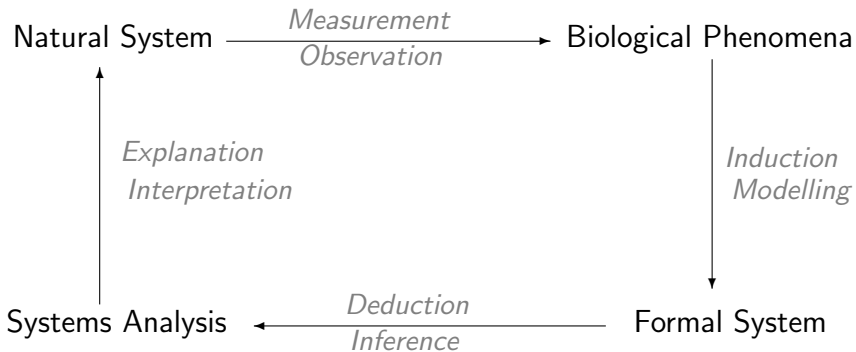 Natural System
Measurement
Observation
Biological Phenomena
Explanation
Interpretation
Induction
Modelling
Systems Analysis
Deduction
Inference
Formal System